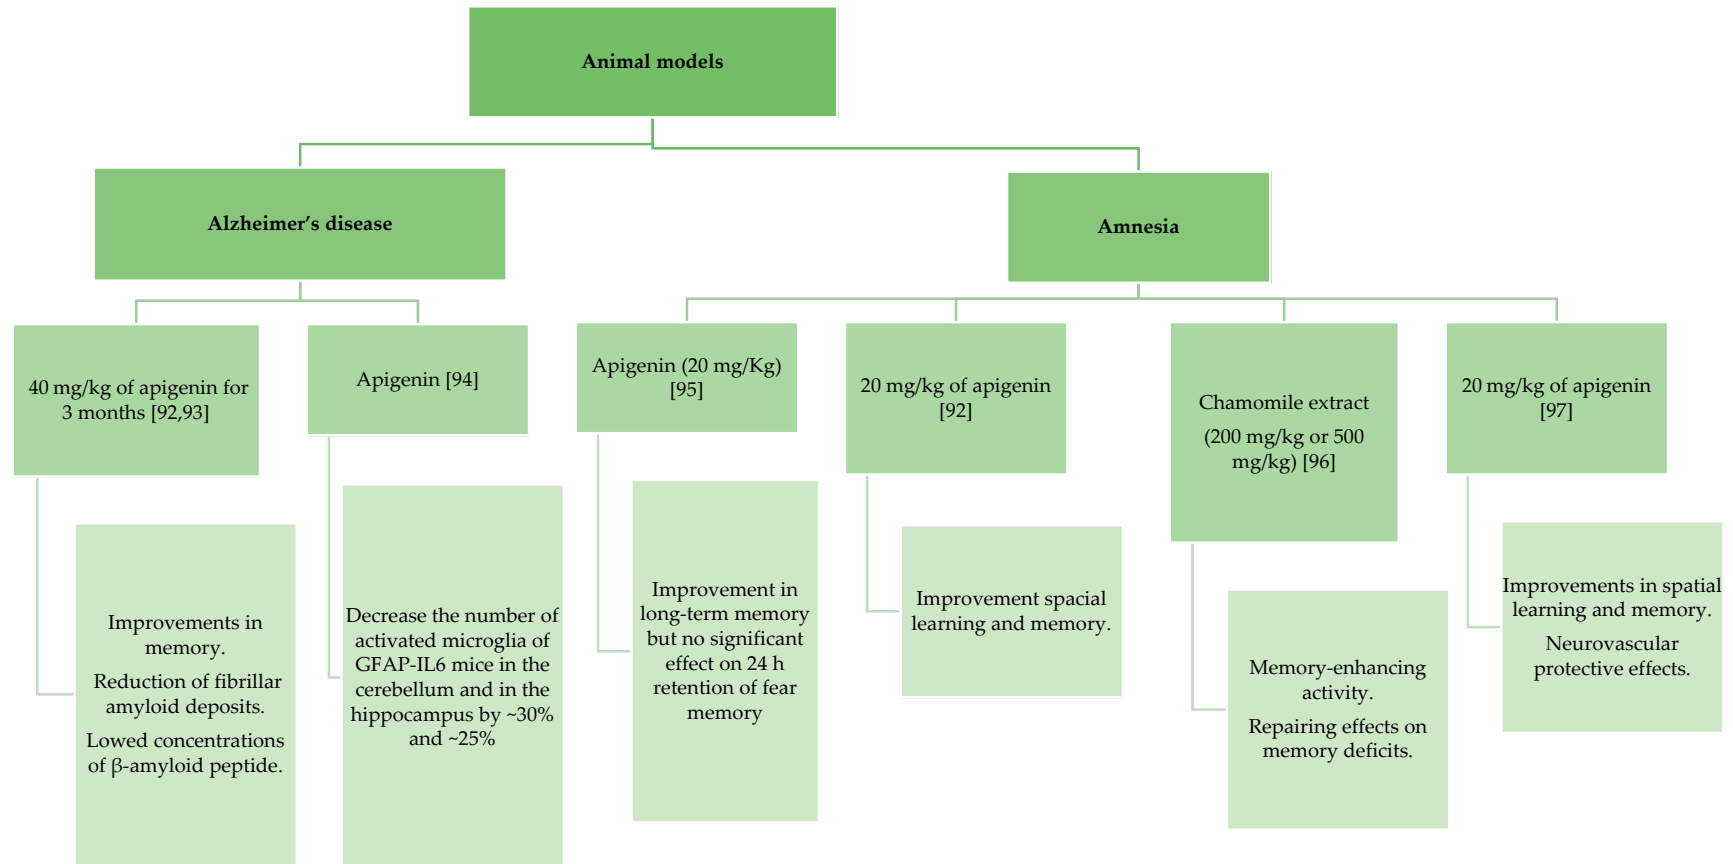 Animal models
Alzheimer’s disease
Amnesia
40 mg/kg of apigenin for
3 months [92,93]
Apigenin [94]
Apigenin (20 mg/Kg)
[95]
20 mg/kg of apigenin
[92]
Chamomile extract
(200 mg/kg or 500
mg/kg) [96]
20 mg/kg of apigenin
[97]
Improvements in
memory.
Reduction of fibrillar
amyloid deposits.
Lowed concentrations
of β-amyloid peptide.
Decrease the number of
activated microglia of
GFAP-IL6 mice in the
cerebellum and in the
hippocampus by ~30%
and ~25%
Improvement in
long-term memory
but no significant
effect on 24 h
retention of fear
memory
Improvement spacial
learning and memory.
Memory-enhancing
activity.
Repairing effects on
memory deficits.
Improvements in spatial
learning and memory.
Neurovascular
protective effects.